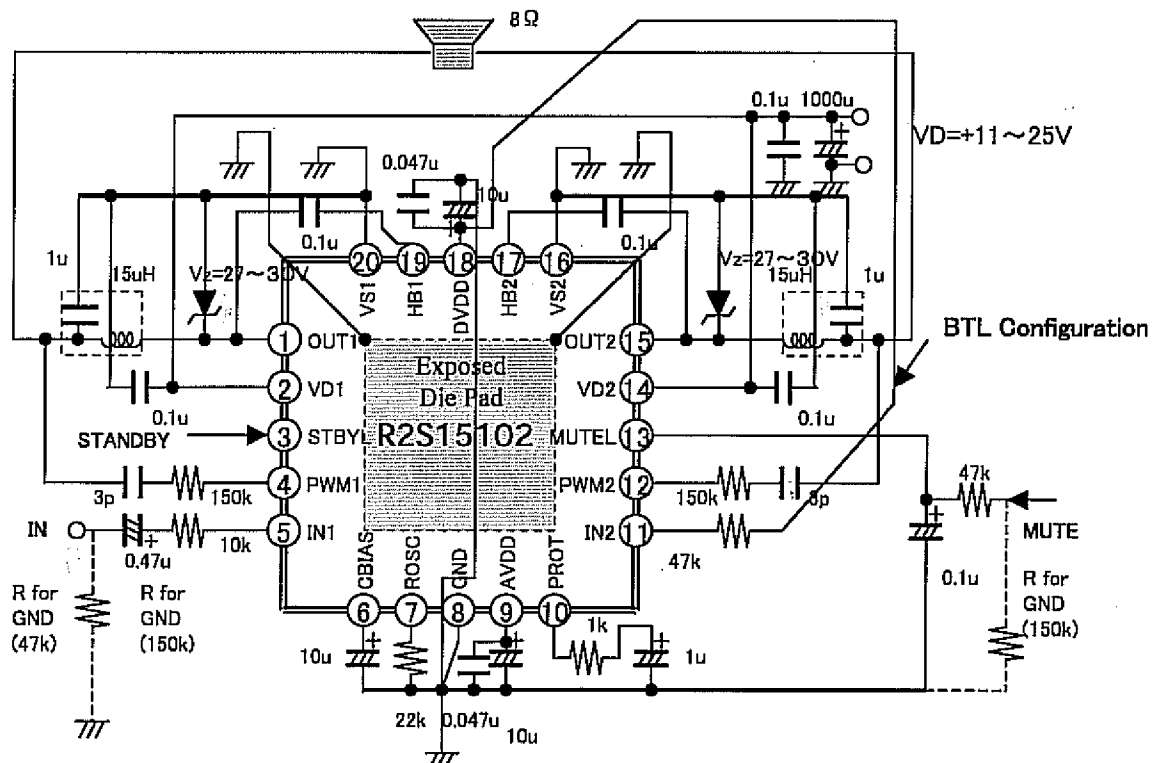 8Ω
0.1u 1000u
VD=+11～25V
0.047u
10u
0.1u
0.1u
1u
15uH
Vz=27～30V
Vz=27～30V
15uH
1u
20 19 18 17 16
VS1 HB1 DVDD HB2 VS2
BTL Configuration
1 OUT1
OUT2 15
Exposed
Die Pad
R2S15102
2 VD1
VD2 14
0.1u
0.1u
STANDBY
3 STBYL
MUTEL 13
4 PWM1
PWM2 12
3p
150k
150k
3p
47k
IN
5 IN1
IN2 11
0.47u
10k
47k
MUTE
0.1u
CBIAS ROSC GND AVDD PROT
6 7 8 9 10
R for
GND
(47k)
R for
GND
(150k)
R for
GND
(150k)
1k
10u
1u
22k
0.047u
10u